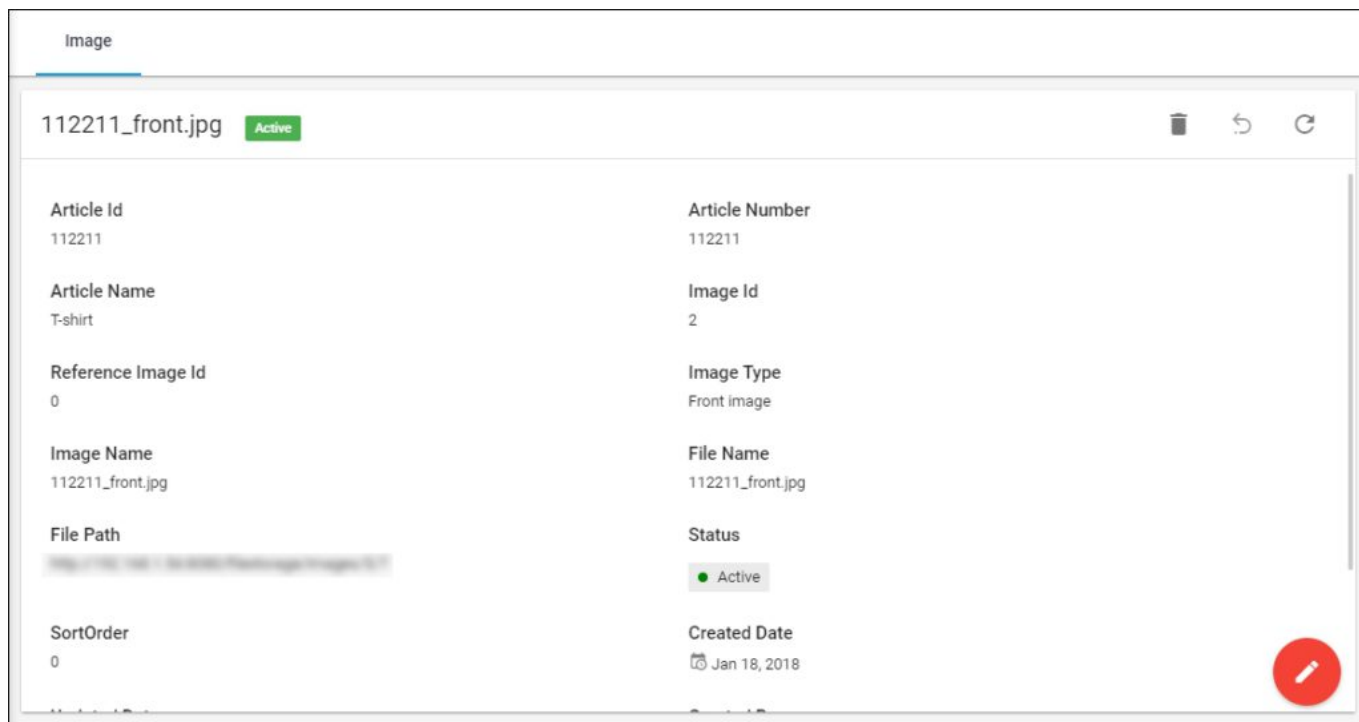 Image
112211_front.jpg Active
Article Id
112211
Article Number
112211
Article Name
T-shirt
Image Id
2
Reference Image Id
0
Image Type
Front image
Image Name
112211_front.jpg
File Name
112211_front.jpg
File Path
Status
Active
SortOrder
0
Created Date
Jan 18, 2018